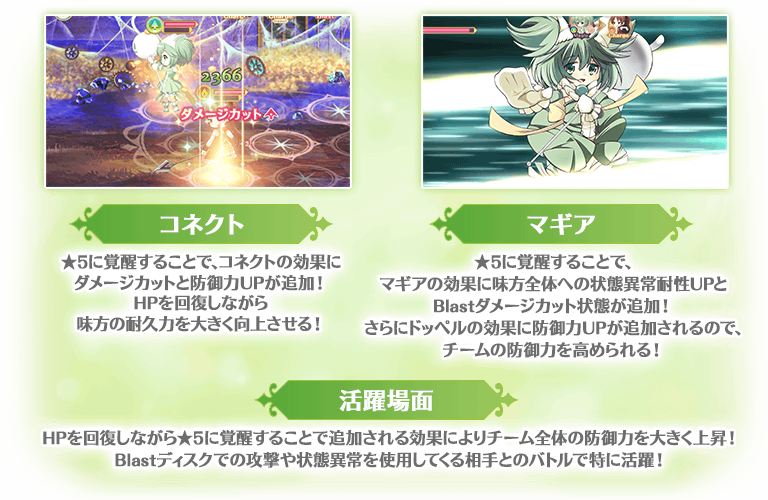 2366
ダメージカット
Charge
コネクト
マギア
★5に覚醒することで、コネクトの効果に
ダメージカットと防御力UPが追加!
HPを回復しながら
味方の耐久力を大きく向上させる!
★5に覚醒することで、
マギアの効果に味方全体への状態異常耐性UPと
Blastダメージカット状態が追加!
さらにドッペルの効果に防御力UPが追加されるので、
チームの防御力を高められる!
活躍場面
HPを回復しながら★5に覚醒することで追加される効果によりチーム全体の防御力を大きく上昇!
Blastディスクでの攻撃や状態異常を使用してくる相手とのバトルで特に活躍!